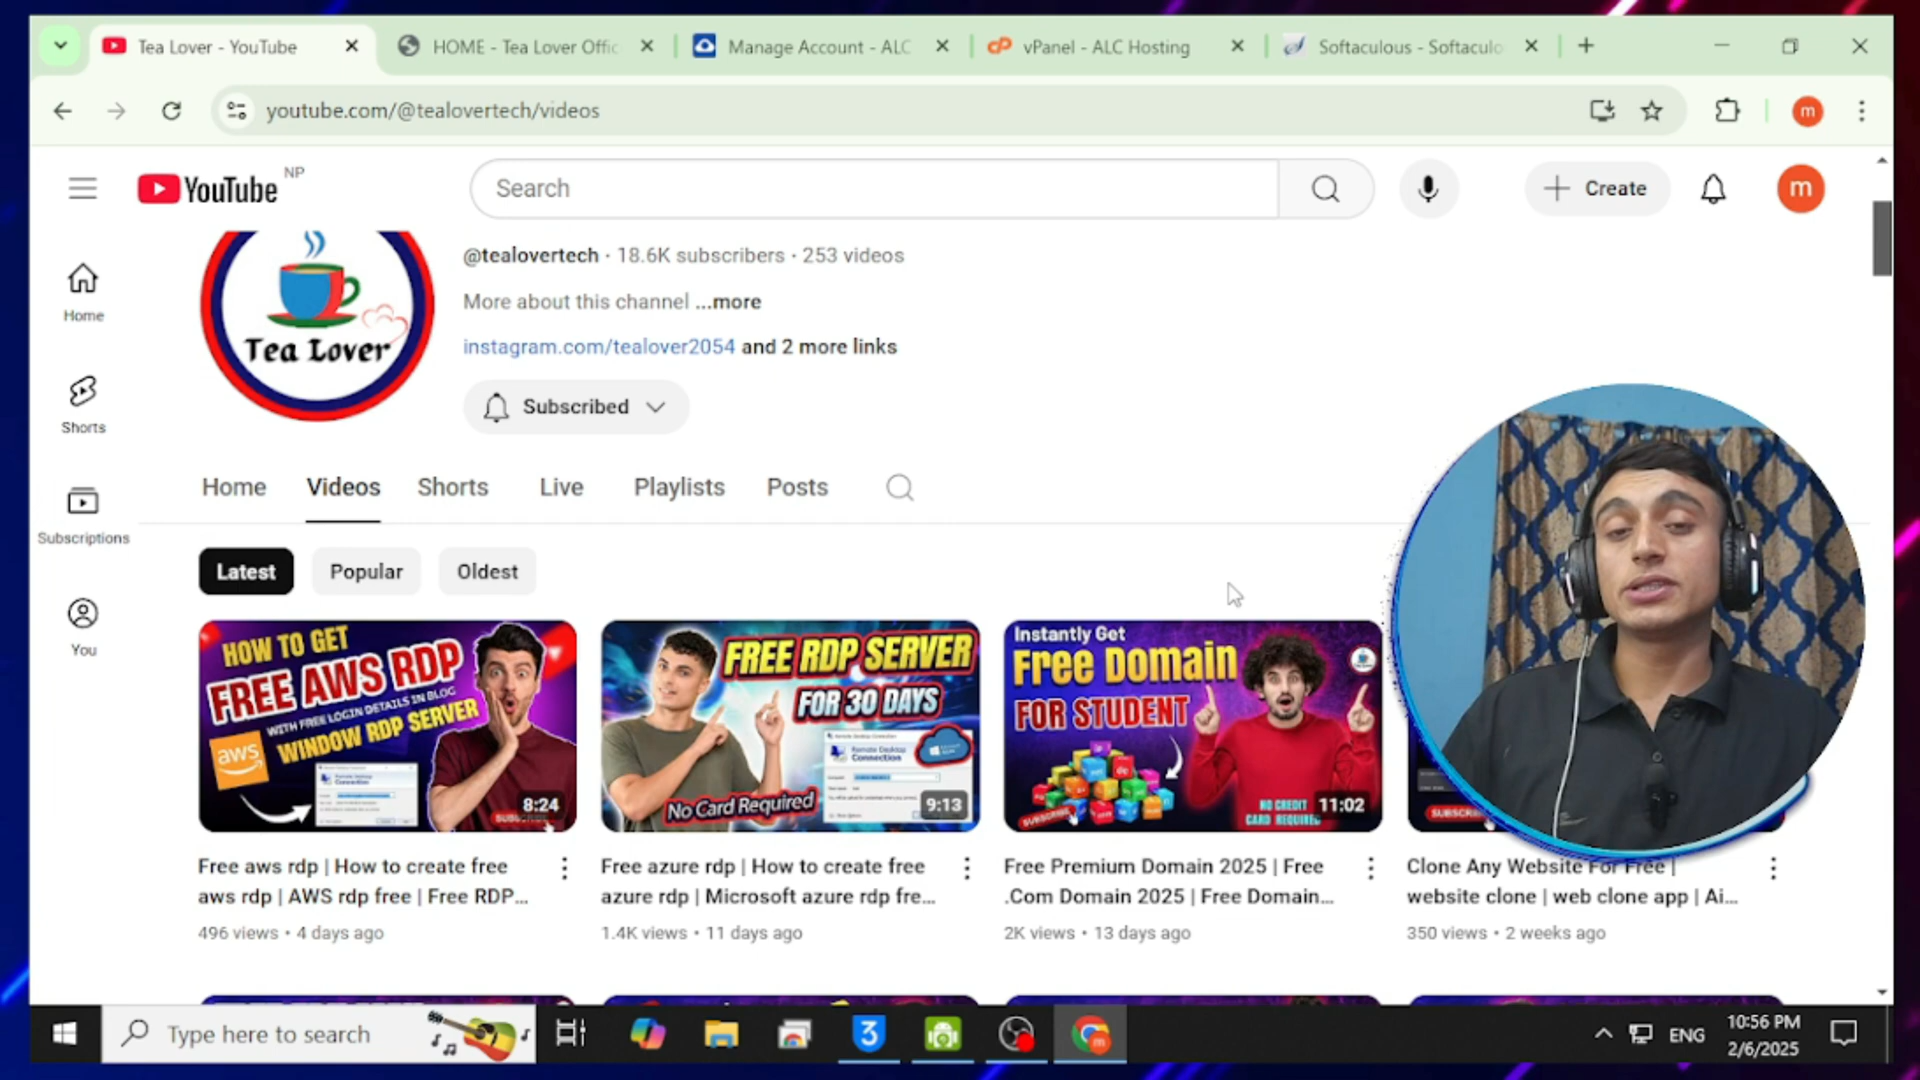 Tea Lover - YouTube
HOME - Tea Lover Offic
Manage Account - ALC
vPanel - ALC Hosting
Softaculous - Softaculo
youtube.com/@tealovertech/videos
YouTube NP
Search
Create
m
Home
Shorts
Subscriptions
You
Tea Lover
@tealovertech · 18.6K subscribers · 253 videos
More about this channel ...more
instagram.com/tealover2054 and 2 more links
Subscribed
Home Videos Shorts Live Playlists Posts
Latest Popular Oldest
HOW TO GET
FREE AWS RDP
WITH FREE LOGIN DETAILS IN BLOG
WINDOW RDP SERVER
aws
8:24
FREE RDP SERVER
FOR 30 DAYS
Remote Desktop
Connection
No Card Required
9:13
Instantly Get
Free Domain
FOR STUDENT
SUBSCRIBE
NO CREDIT
CARD REQUIRED
11:02
Free aws rdp | How to create free
aws rdp | AWS rdp free | Free RDP...
496 views • 4 days ago
Free azure rdp | How to create free
azure rdp | Microsoft azure rdp fre...
1.4K views • 11 days ago
Free Premium Domain 2025 | Free
.Com Domain 2025 | Free Domain...
2K views • 13 days ago
Clone Any Website For Free |
website clone | web clone app | Ai...
350 views • 2 weeks ago
Type here to search
ENG
10:56 PM
2/6/2025